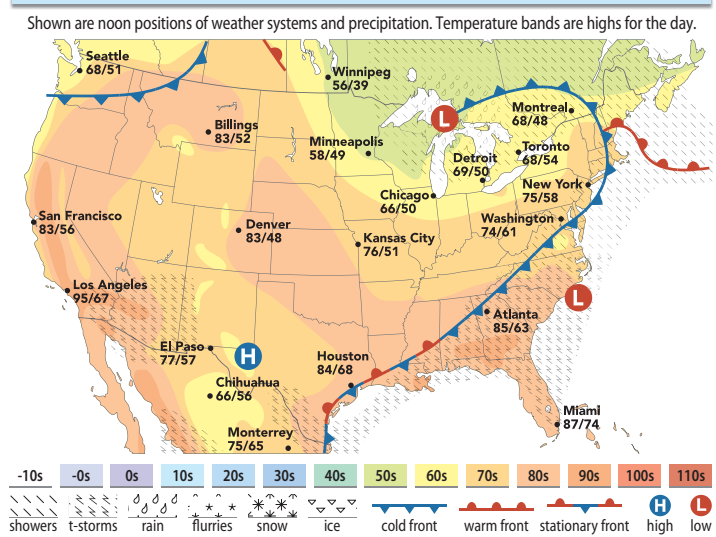 Shown are noon positions of weather systems and precipitation. Temperature bands are highs for the day.
Seattle
68/51
Winnipeg
56/39
L
Montreal
68/48
Billings
83/52
Minneapolis
58/49
Toronto
68/54
Detroit
69/50
New York
75/58
Chicago
66/50
San Francisco
83/56
Washington
74/61
Denver
83/48
Kansas City
76/51
Los Angeles
95/67
L
Atlanta
85/63
El Paso
77/57
H
Houston
84/68
Chihuahua
66/56
Miami
87/74
Monterrey
75/65
-10s -0s 0s 10s 20s 30s 40s 50s 60s 70s 80s 90s 100s 110s
H L
showers t-storms rain flurries snow ice cold front warm front stationary front high low